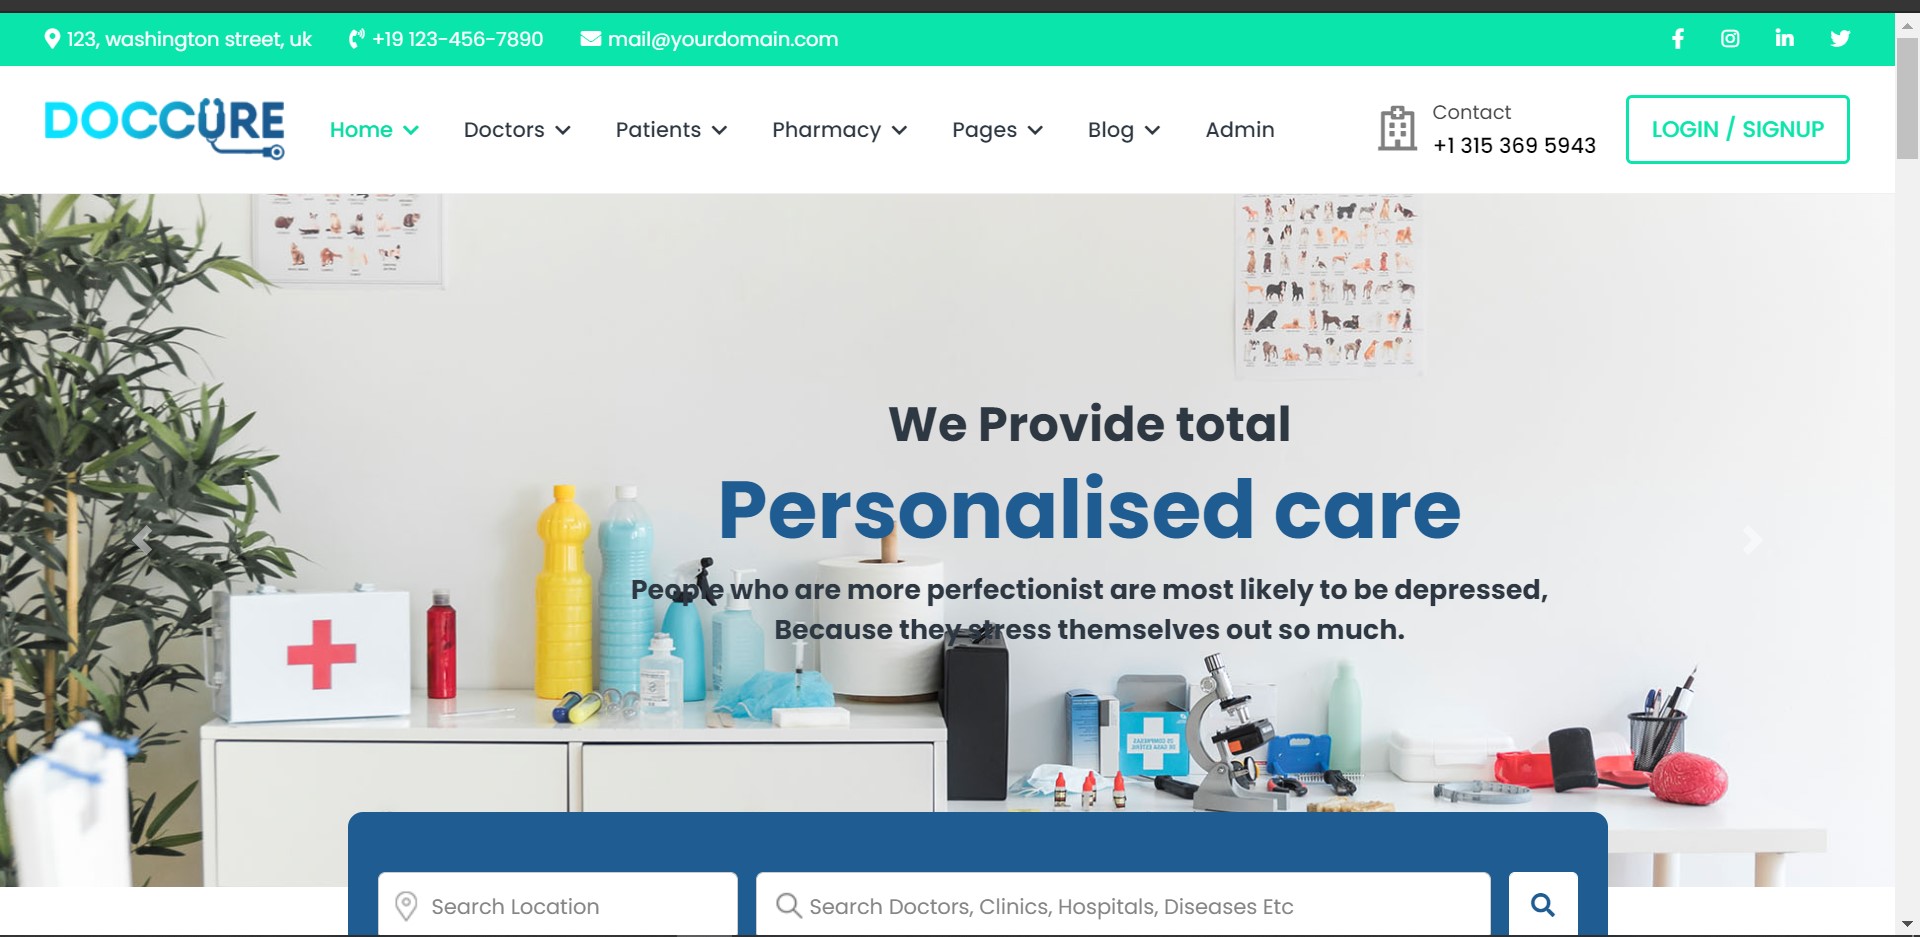 123, washington street, uk +19 123-456-7890 mail@yourdomain.com
DOCCURE Home Doctors Patients Pharmacy Pages Blog Admin
Contact
+1 315 369 5943
LOGIN / SIGNUP
We Provide total
Personalised care
People who are more perfectionist are most likely to be depressed,
Because they stress themselves out so much.
Search Location
Search Doctors, Clinics, Hospitals, Diseases Etc